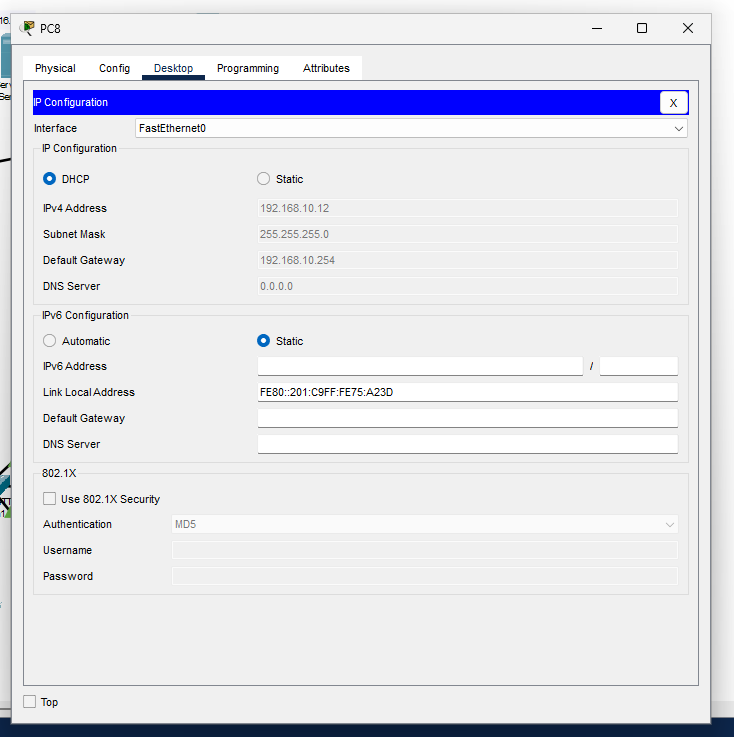 16.
PC8
Physical Config Desktop Programming Attributes
IP Configuration X
Interface FastEthernet0
IP Configuration
DHCP Static
IPv4 Address 192.168.10.12
Subnet Mask 255.255.255.0
Default Gateway 192.168.10.254
DNS Server 0.0.0.0
IPv6 Configuration
Automatic Static
IPv6 Address /
Link Local Address FE80::201:C9FF:FE75:A23D
Default Gateway
DNS Server
802.1X
Use 802.1X Security
Authentication MD5
Username
Password
Top